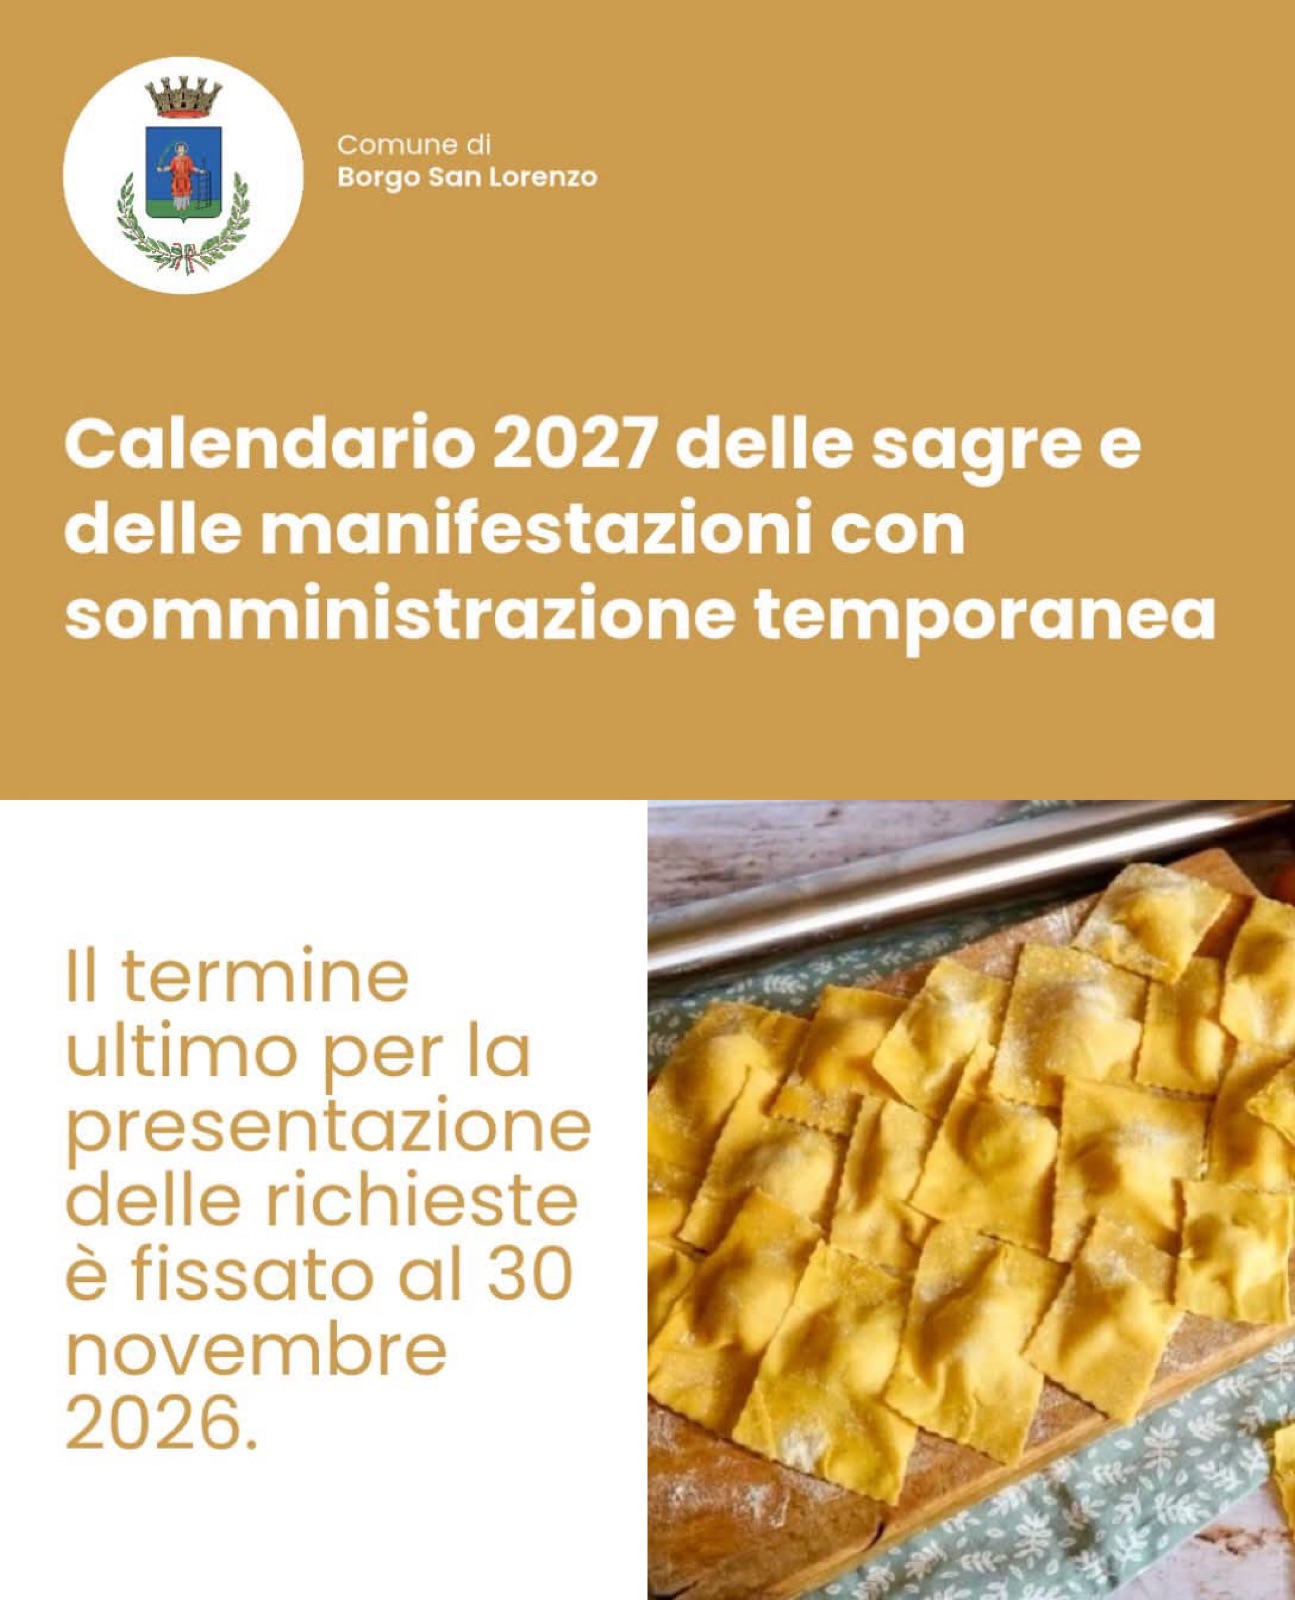 Comune di
Borgo San Lorenzo
Calendario 2027 delle sagre e
delle manifestazioni con
somministrazione temporanea
Il termine
ultimo per la
presentazione
delle richieste
è fissato al 30
novembre
2026.